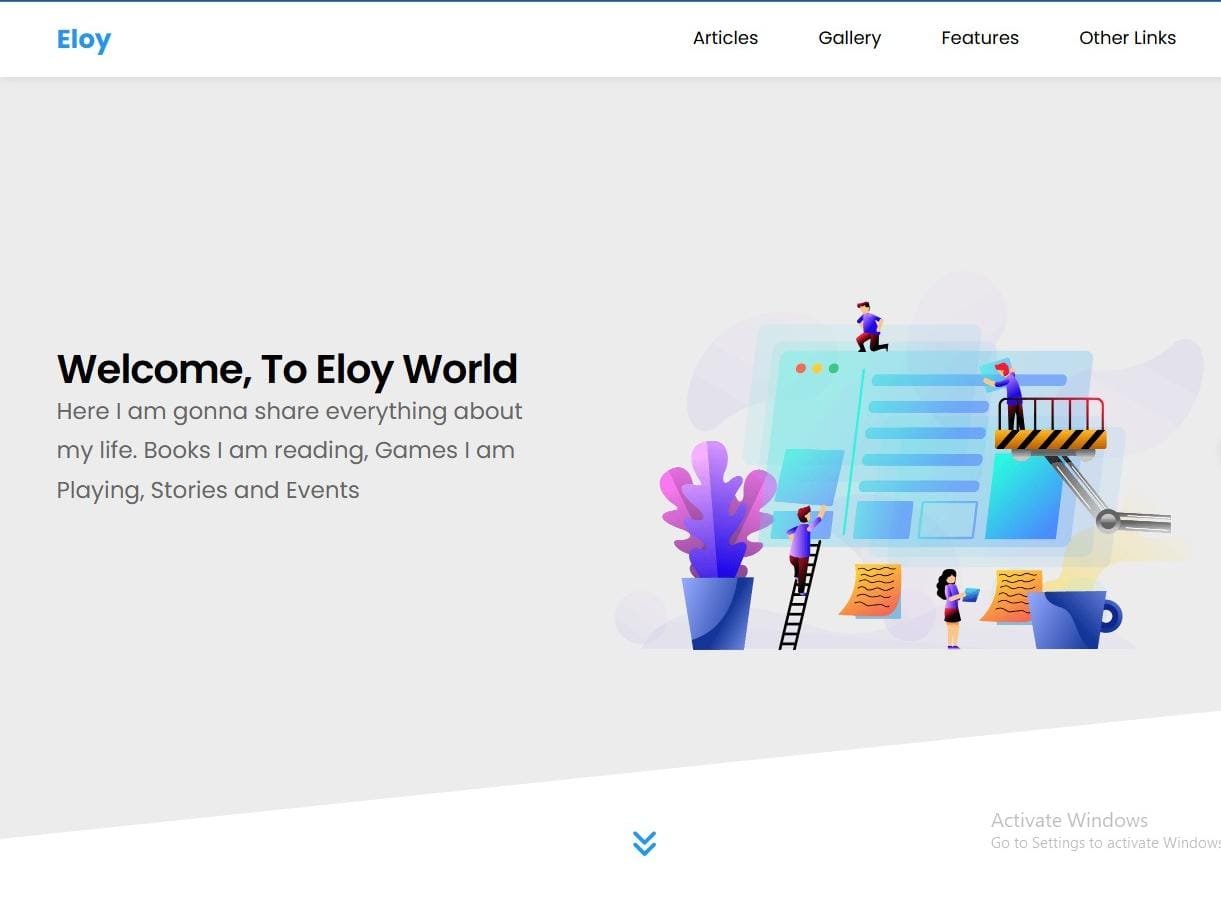 Eloy
Articles
Gallery
Features
Other Links
Welcome, To Eloy World
Here I am gonna share everything about
my life. Books I am reading, Games I am
Playing, Stories and Events
Activate Windows
Go to Settings to activate Windows